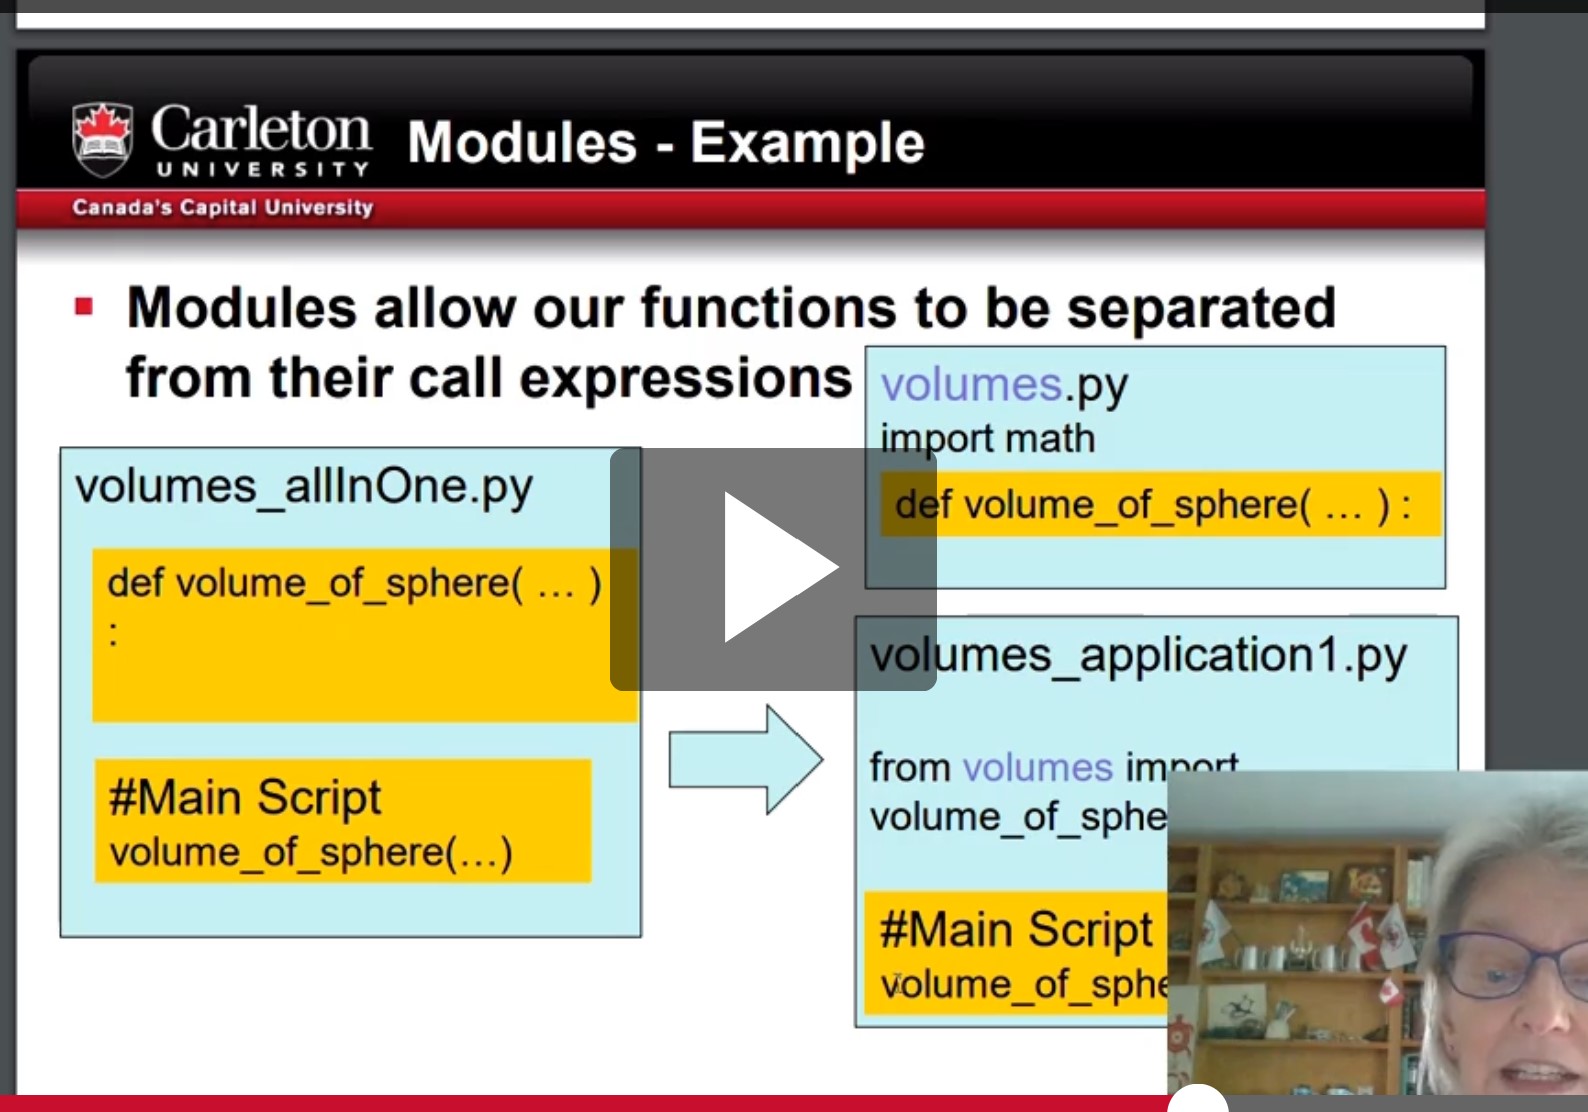 Carleton
UNIVERSITY
Modules - Example
Canada's Capital University
Modules allow our functions to be separated
from their call expressions
volumes_allInOne.py
def volume_of_sphere( … )
:
#Main Script
volume_of_sphere(…)
volumes.py
import math
def volume_of_sphere( … ) :
volumes_application1.py
from volumes import
volume_of_sphe
#Main Script
volume_of_sphe